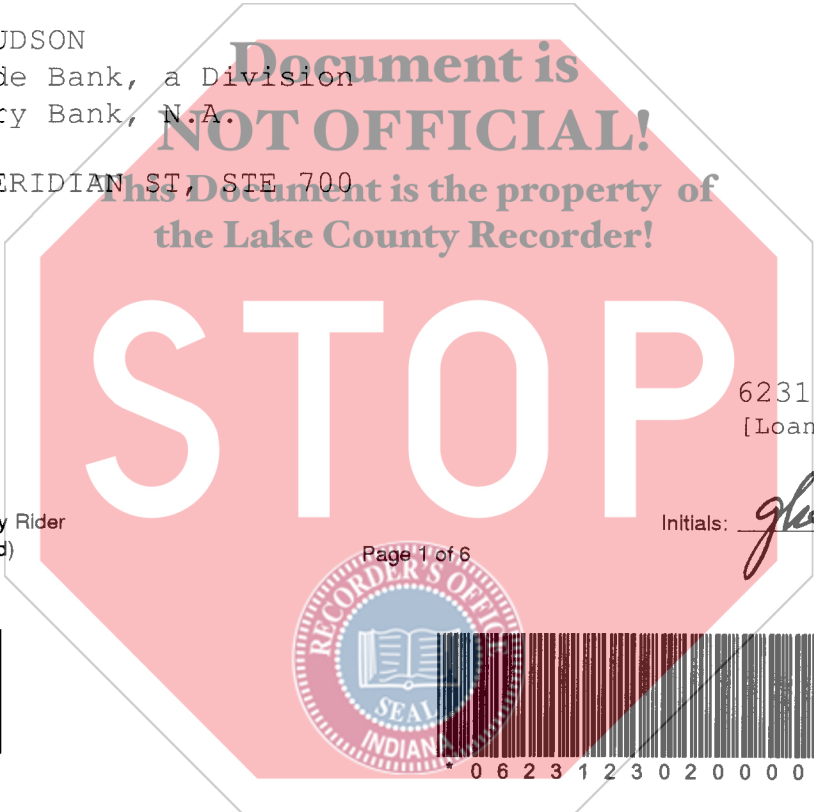 UDSON
Document is
de Bank, a Division
ry Bank, N.A.
NOT OFFICIAL!
ERIDIAN ST, STE 700
This Document is the property of
the Lake County Recorder!
STOP
6231
[Loan
y Rider
d)
Page 1 of 6
Initials:
RECORDER'S OFFICE
SEAL
INDIANA
* 0 6 2 3 1 2 3 0 2 0 0 0 0